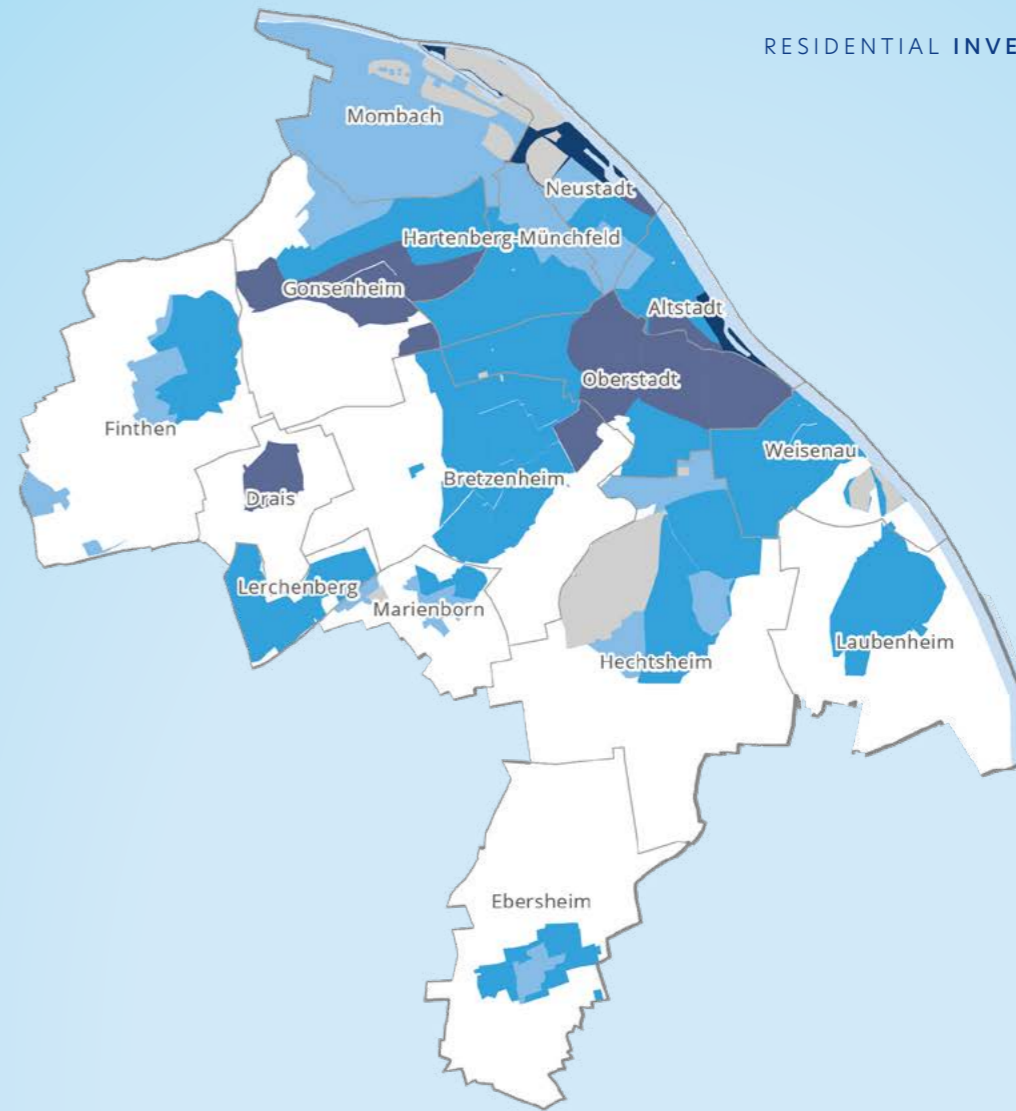 RESIDENTIAL INVE
Mombach
Neustadt
Hartenberg-Münchfeld
Gonsenheim
Altstadt
Oberstadt
Finthen
Weisenau
Bretzenheim
Drais
Lerchenberg
Marienborn
Laubenheim
Hechtsheim
Ebersheim